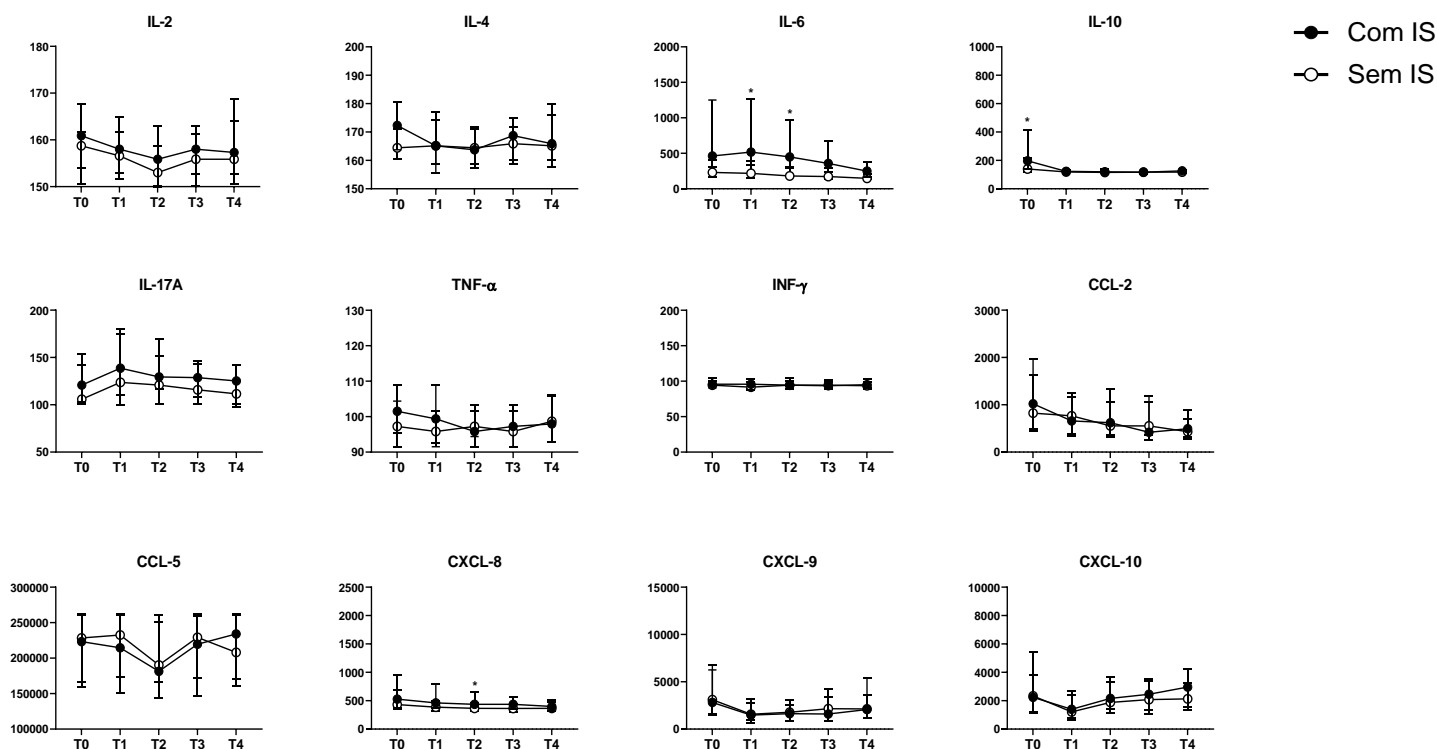 IL-2
180
170
160
150
T0 T1 T2 T3 T4
IL-4
200
190
180
170
160
150
T0 T1 T2 T3 T4
IL-6
2000
1500
1000
500
0
* *
T0 T1 T2 T3 T4
IL-10
1000
800
600
400
200
0
*
T0 T1 T2 T3 T4
Com IS
Sem IS
IL-17A
200
150
100
50
T0 T1 T2 T3 T4
TNF-α
130
120
110
100
90
T0 T1 T2 T3 T4
INF-γ
200
150
100
50
0
T0 T1 T2 T3 T4
CCL-2
3000
2000
1000
0
T0 T1 T2 T3 T4
CCL-5
300000
250000
200000
150000
100000
T0 T1 T2 T3 T4
CXCL-8
2500
2000
1500
1000
500
0
*
T0 T1 T2 T3 T4
CXCL-9
15000
10000
5000
0
T0 T1 T2 T3 T4
CXCL-10
10000
8000
6000
4000
2000
0
T0 T1 T2 T3 T4